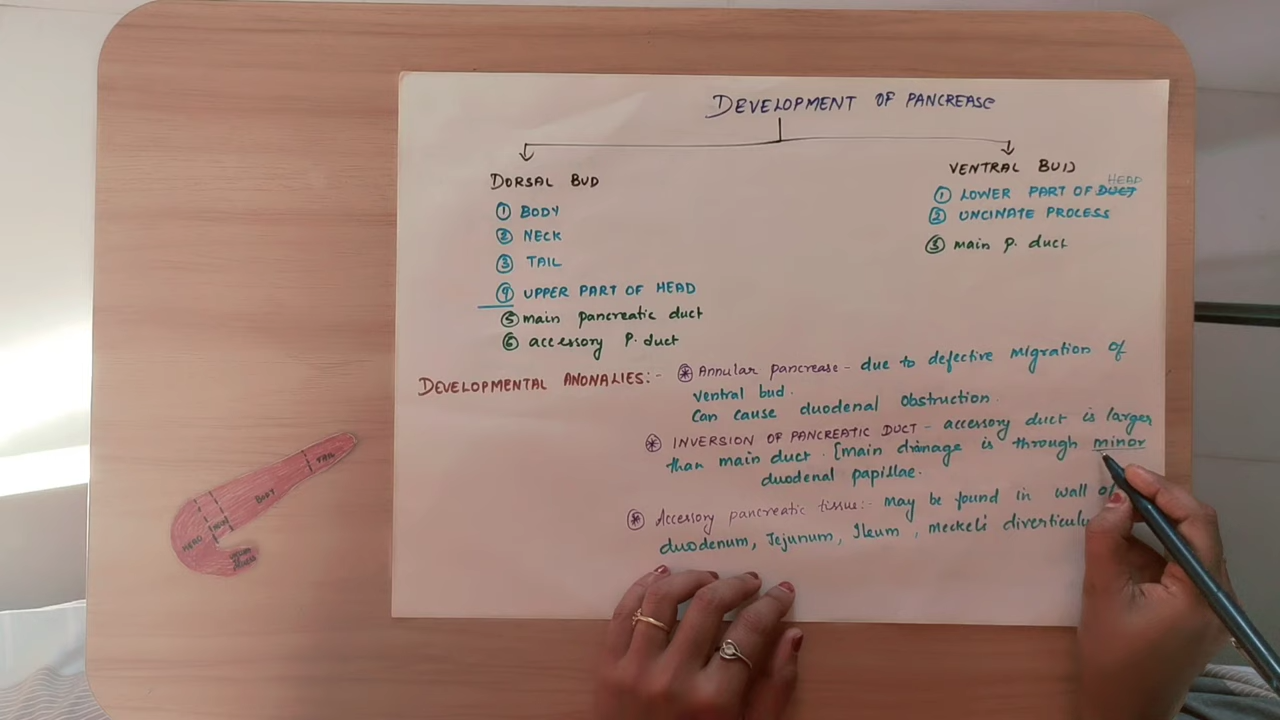 DEVELOPMENT OF PANCREASE
DORSAL BUD
① BODY
② NECK
③ TAIL
④ UPPER PART OF HEAD
⑤ main pancreatic duct
⑥ accessory P. duct
VENTRAL BUD
HEAD
① LOWER PART OF DUCT
② UNCINATE PROCESS
③ main p. duct
DEVELOPMENTAL ANONALIES:-
Annular pancrease - due to defective migration of
ventral bud.
Can cause duodenal obstruction.
INVERSION OF PANCREATIC DUCT - accessory duct is larger
than main duct. [main drainage is through minor
duodenal papillae.
Accessory pancreatic tissue:- may be found in wall of
duodenum, Jejunum, Ileum, meckeli
TAIL
BODY
NECK
HEAD